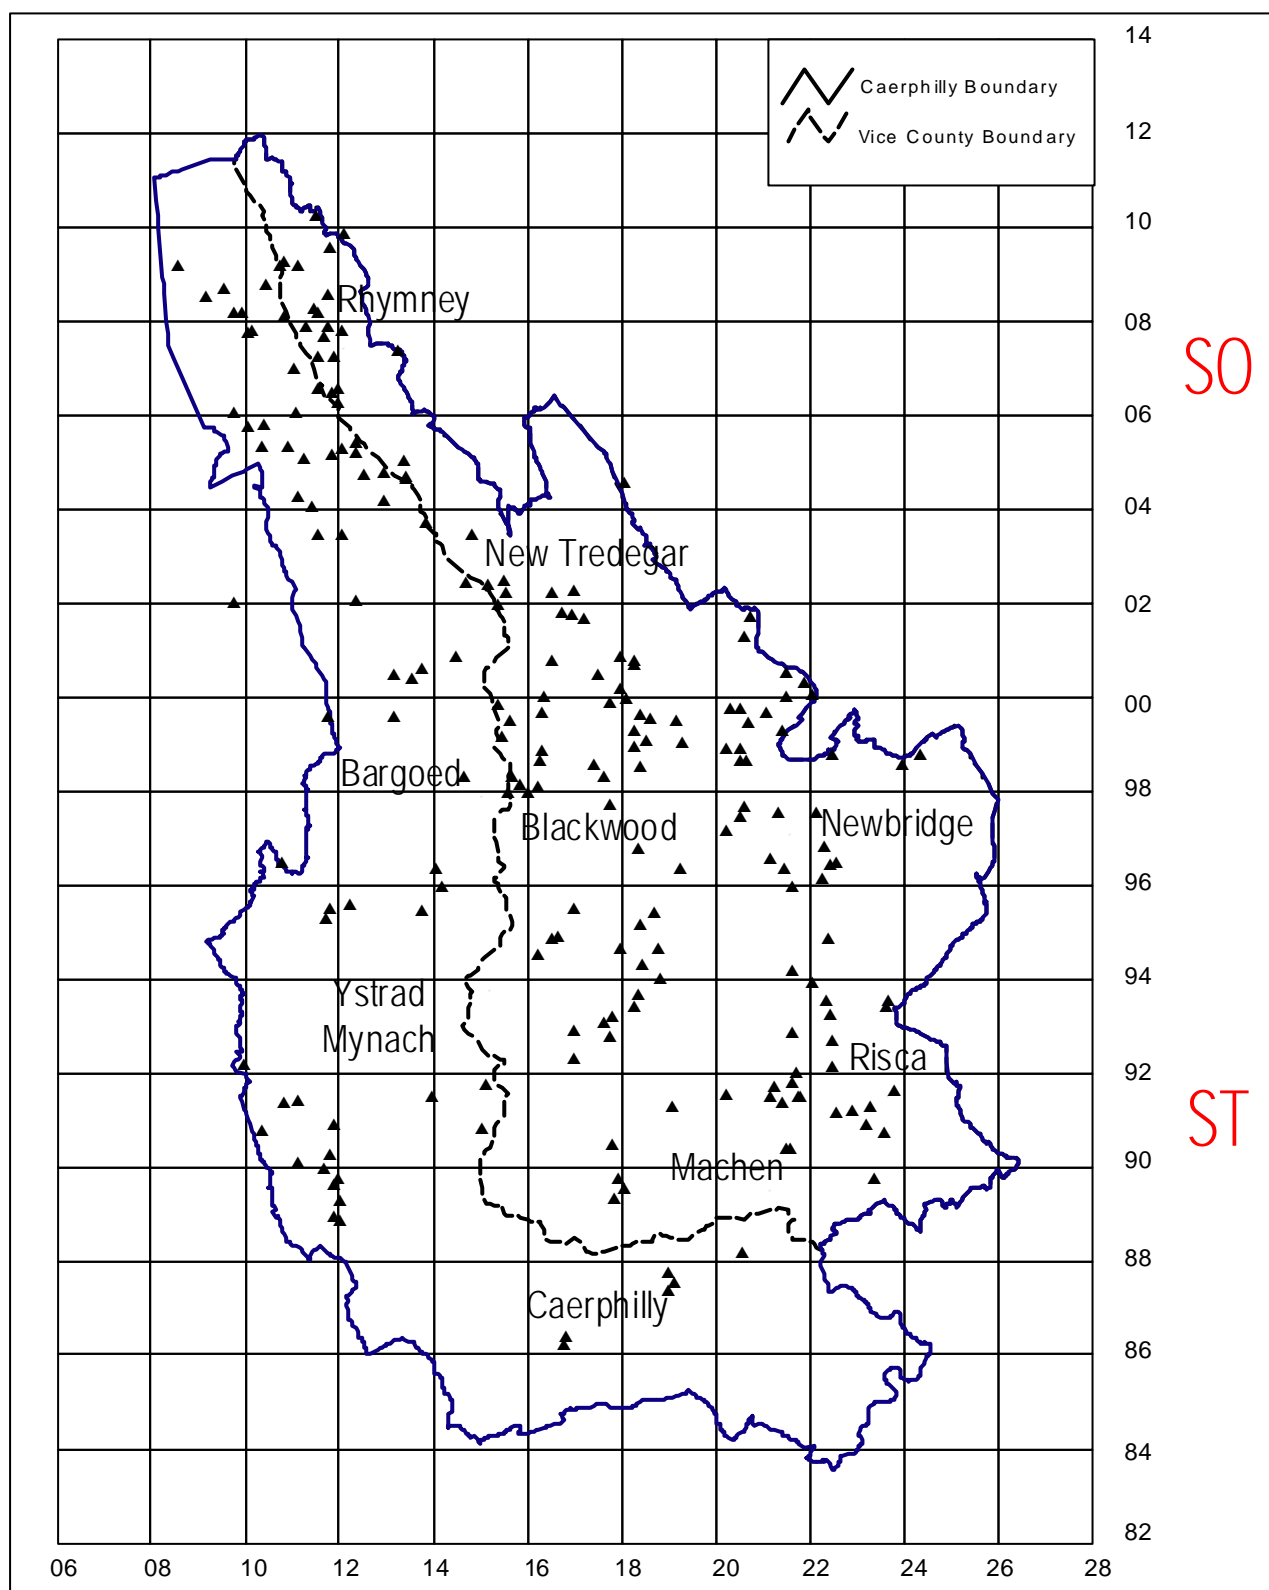 14
Caerphilly Boundary
Vice County Boundary
12
10
Rhymney
08
SO
06
04
New Tredegar
02
00
Bargoed
98
Blackwood
Newbridge
96
94
Ystrad
Mynach
Risca
92
ST
90
Machen
88
Caerphilly
86
84
82
06 08 10 12 14 16 18 20 22 24 26 28